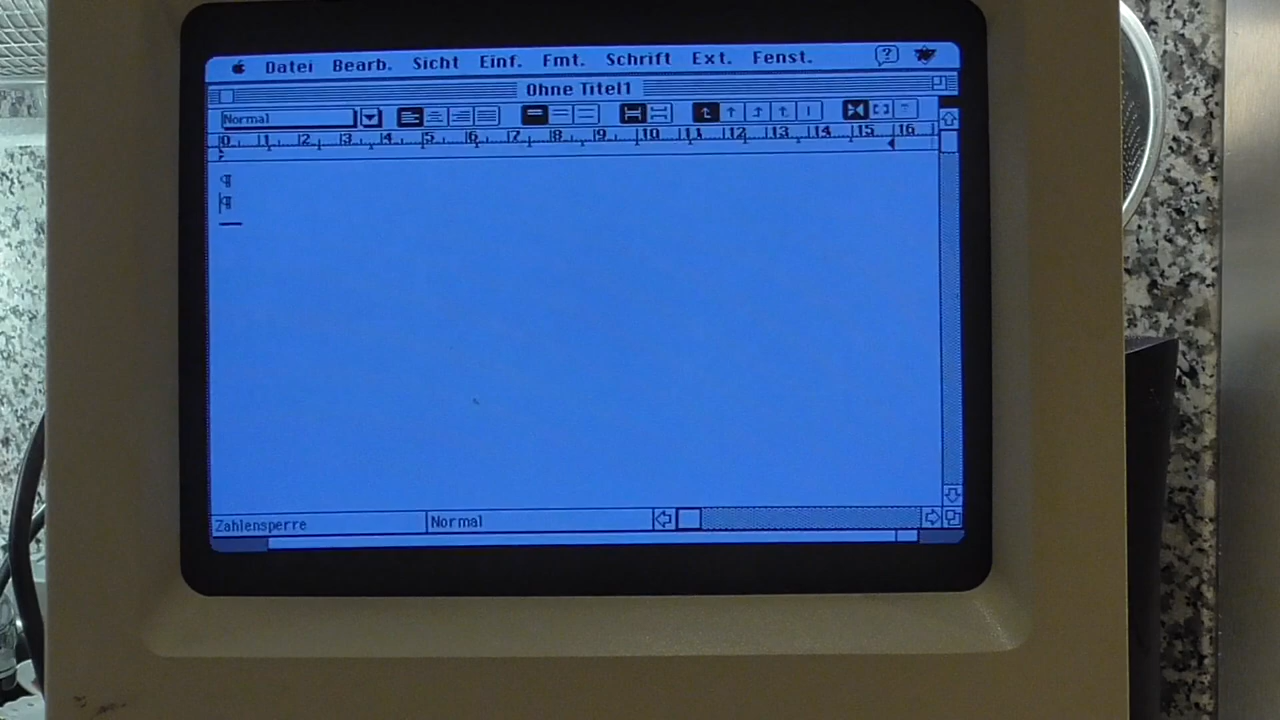 Datei Bearb. Sicht Einf. Fmt. Schrift Ext. Fenst. ?
Ohne Titel1
Normal
0 1 2 3 4 5 6 7 8 9 10 11 12 13 14 15 16
¶
¶
Zahlensperre Normal